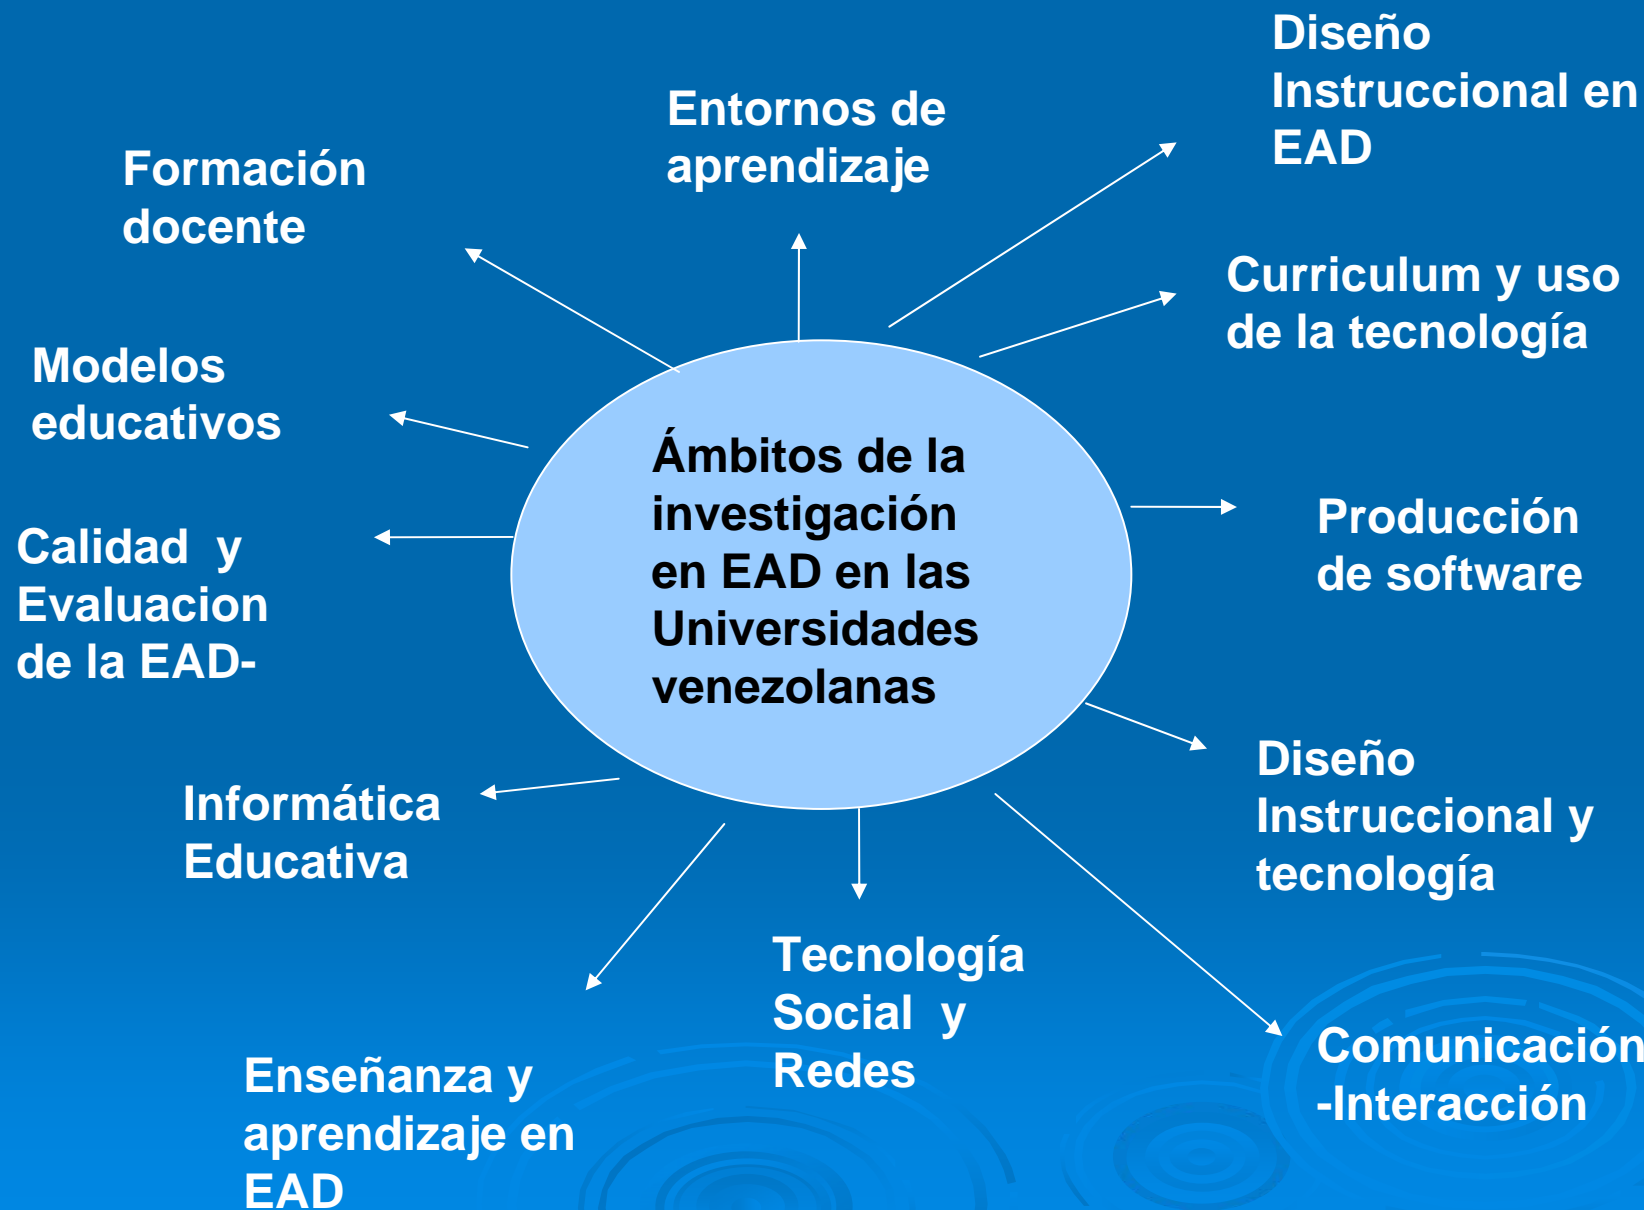 Diseño
Instruccional en
EAD
Entornos de
aprendizaje
Formación
docente
Curriculum y uso
de la tecnología
Modelos
educativos
Ámbitos de la
investigación
en EAD en las
Universidades
venezolanas
Producción
de software
Calidad  y
Evaluacion
de la EAD-
Diseño
Instruccional y
tecnología
Informática
Educativa
Tecnología
Social  y
Redes
Comunicación
-Interacción
Enseñanza y
aprendizaje en
EAD